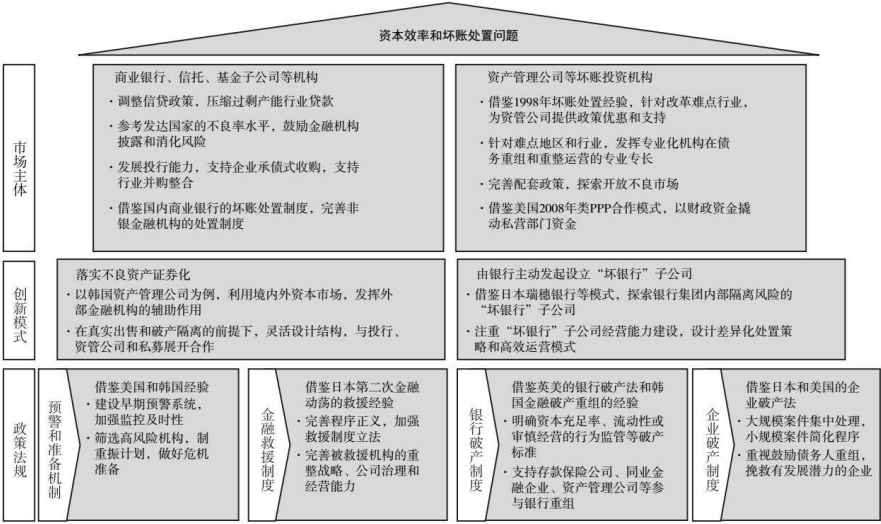 资本效率和坏账处置问题
市场主体
商业银行、信托、基金子公司等机构
· 调整信贷政策，压缩过剩产能行业贷款
· 参考发达国家的不良率水平，鼓励金融机构
披露和消化风险
· 发展投行能力，支持企业承债式收购，支持
行业并购整合
· 借鉴国内商业银行的坏账处置制度，完善非
银金融机构的处置制度
资产管理公司等坏账投资机构
· 借鉴1998年坏账处置经验，针对改革难点行业，
为资管公司提供政策优惠和支持
· 针对难点地区和行业，发挥专业化机构在债
务重组和重整运营的专业专长
· 完善配套政策，探索开放不良市场
· 借鉴美国2008年类PPP合作模式，以财政资金撬
动私营部门资金
创新模式
落实不良资产证券化
· 以韩国资产管理公司为例，利用境内外资本市场，发挥外
部金融机构的辅助作用
· 在真实出售和破产隔离的前提下，灵活设计结构，与投行、
资管公司和私募展开合作
由银行主动发起设立“坏银行”子公司
· 借鉴日本瑞穗银行等模式，探索银行集团内部隔离风险的
“坏银行”子公司
· 注重“坏银行”子公司经营能力建设，设计差异化处置策
略和高效运营模式
政策法规
预警和准备机制
借鉴美国和韩国经验
· 建设早期预警系统，
加强监控及时性
· 筛选高风险机构，制
重振计划，做好危机
准备
金融救援制度
借鉴日本第二次金融
动荡的救援经验
· 完善程序正义，加强
救援制度立法
· 完善被救援机构的重
整战略、公司治理和
经营能力
银行破产制度
借鉴英美的银行破产法和韩
国金融破产重组的经验
· 明确资本充足率、流动性或
审慎经营的行为监管等破产
标准
· 支持存款保险公司、同业金
融企业、资产管理公司等参
与银行重组
企业破产制度
借鉴日本和美国的企
业破产法
· 大规模案件集中处理，
小规模案件简化程序
· 重视鼓励债务人重组，
挽救有发展潜力的企业